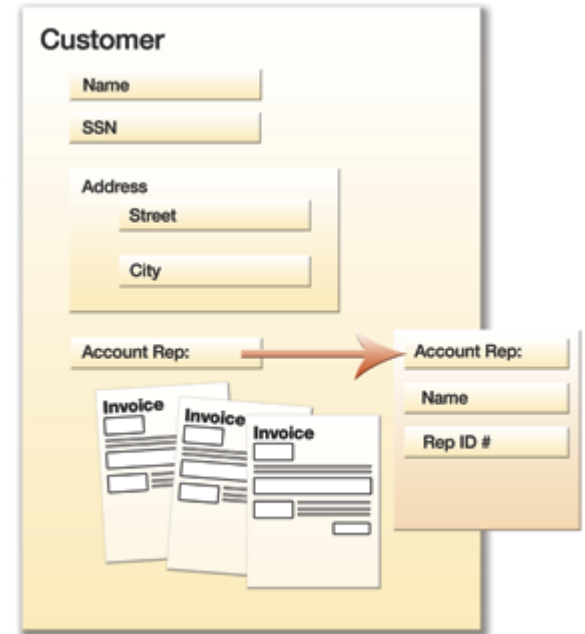 Customer
Name
SSN
Address
Street
City
Account Rep:
Account Rep:
Name
Rep ID #
Invoice
Invoice
Invoice